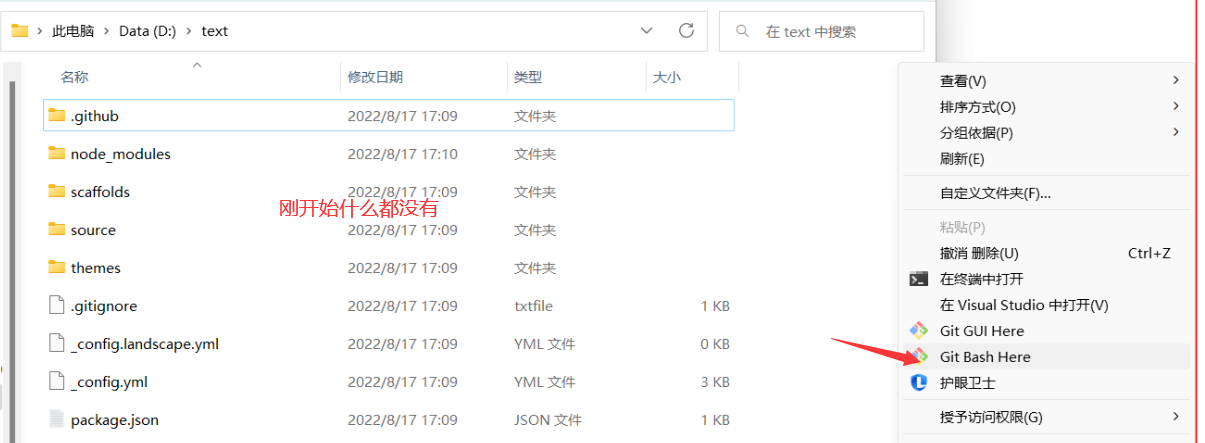 此电脑 > Data (D:) > text
在 text 中搜索
名称 修改日期 类型 大小
.github 2022/8/17 17:09 文件夹
node_modules 2022/8/17 17:10 文件夹
scaffolds 2022/8/17 17:09 文件夹
刚开始什么都没有
source 2022/8/17 17:09 文件夹
themes 2022/8/17 17:09 文件夹
.gitignore 2022/8/17 17:09 txtfile 1 KB
_config.landscape.yml 2022/8/17 17:09 YML 文件 0 KB
_config.yml 2022/8/17 17:09 YML 文件 3 KB
package.json 2022/8/17 17:09 JSON 文件 1 KB
查看(V)
排序方式(O)
分组依据(P)
刷新(E)
自定义文件夹(F)...
粘贴(P)
撤消 删除(U) Ctrl+Z
在终端中打开
在 Visual Studio 中打开(V)
Git GUI Here
Git Bash Here
护眼卫士
授予访问权限(G)